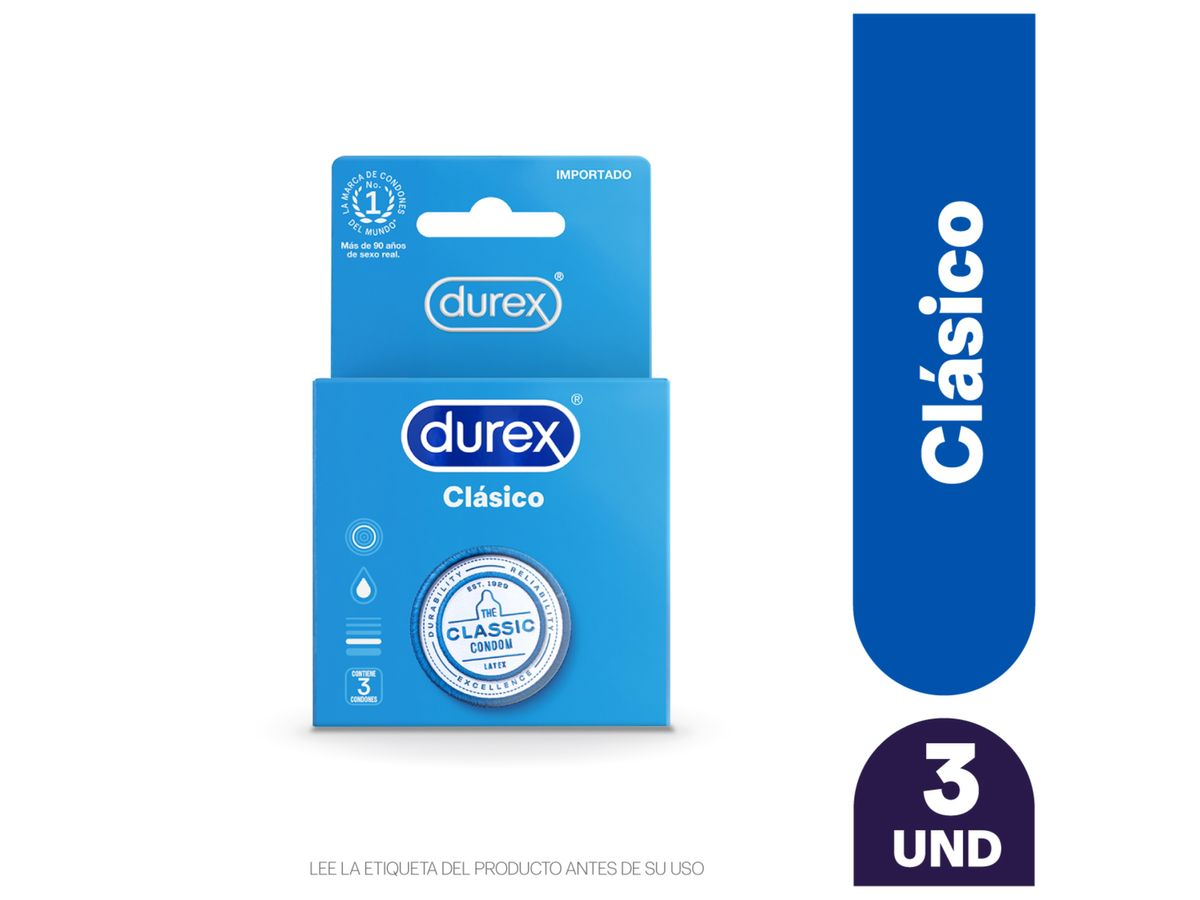 LA MARCA DE CONDONES
No.
1
DEL MUNDO*
Más de 90 años
de sexo real.
IMPORTADO
durex®
durex®
Clásico
DURABILITY
RELIABILITY
EST. 1929
THE
CLASSIC
CONDOM
LATEX
EXCELLENCE
CONTIENE
3
CONDONES
LEE LA ETIQUETA DEL PRODUCTO ANTES DE SU USO
Clásico
3
UND